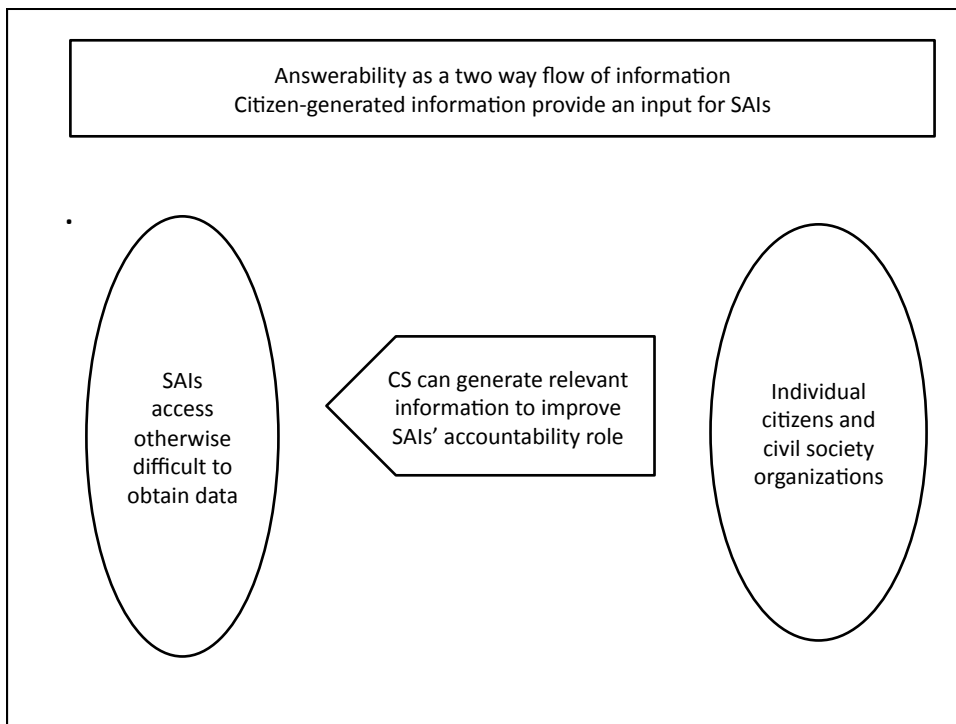 Answerability as a two way flow of information
Citizen-generated information provide an input for SAIs
SAIs
access
otherwise
difficult to
obtain data
CS can generate relevant
information to improve
SAIs’ accountability role
Individual
citizens and
civil society
organizations